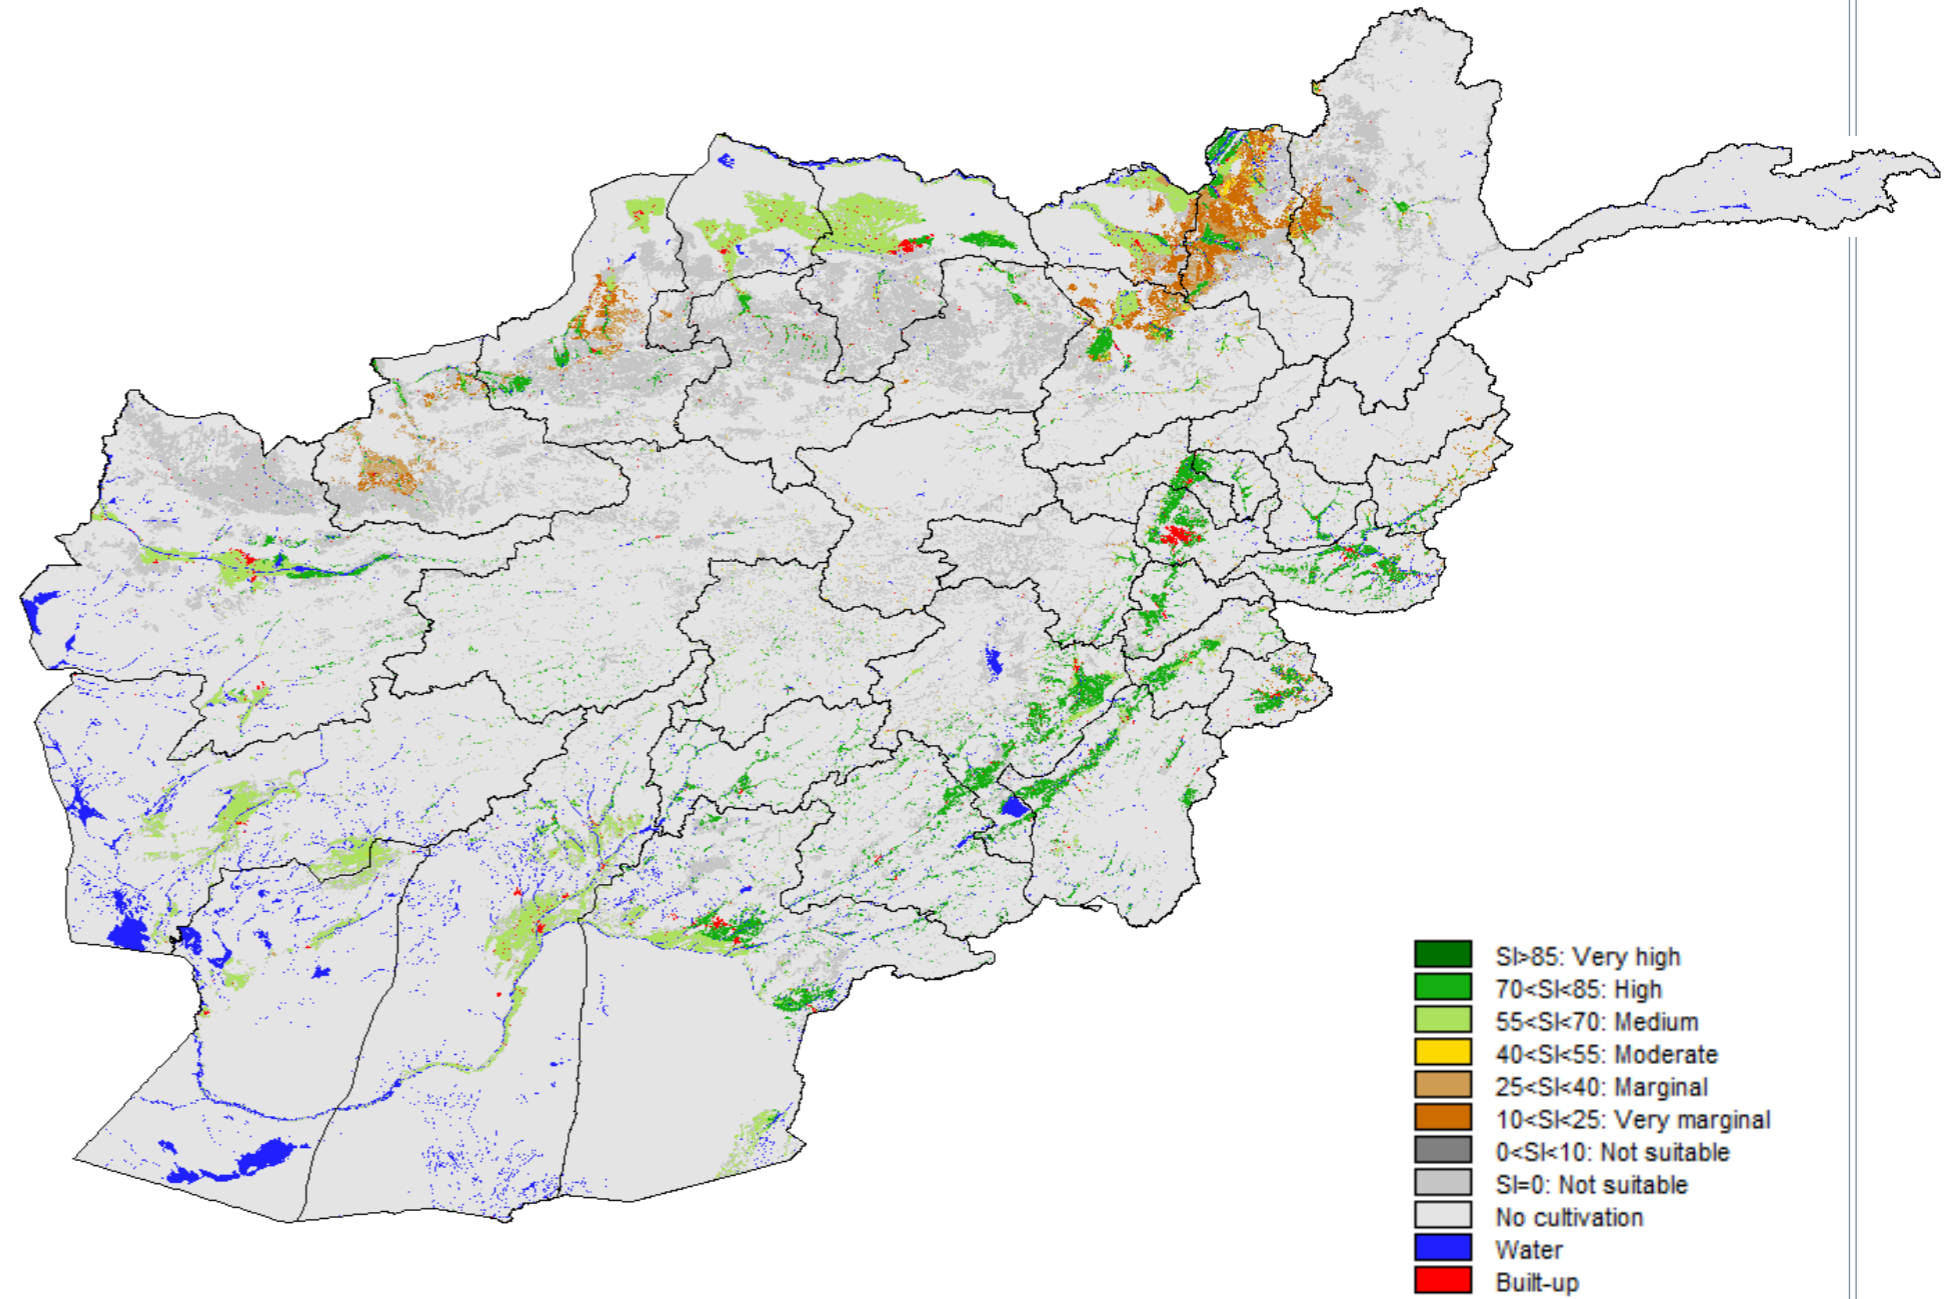 SI>85: Very high
70<SI<85: High
55<SI<70: Medium
40<SI<55: Moderate
25<SI<40: Marginal
10<SI<25: Very marginal
0<SI<10: Not suitable
SI=0: Not suitable
No cultivation
Water
Built-up